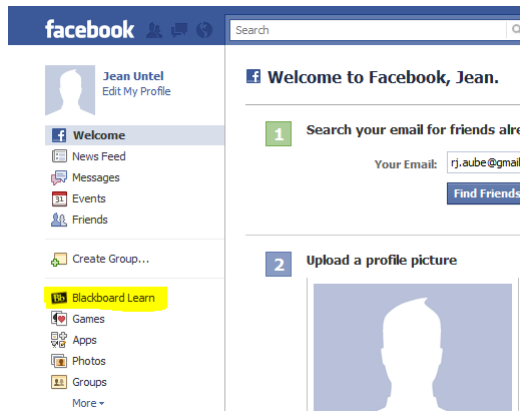 facebook
Search
Jean Untel
Edit My Profile
Welcome
News Feed
Messages
31 Events
Friends
Create Group...
Bb Blackboard Learn
Games
Apps
Photos
Groups
More
Welcome to Facebook, Jean.
1 Search your email for friends alre
Your Email: rj.aube@gmail
Find Friends
2 Upload a profile picture